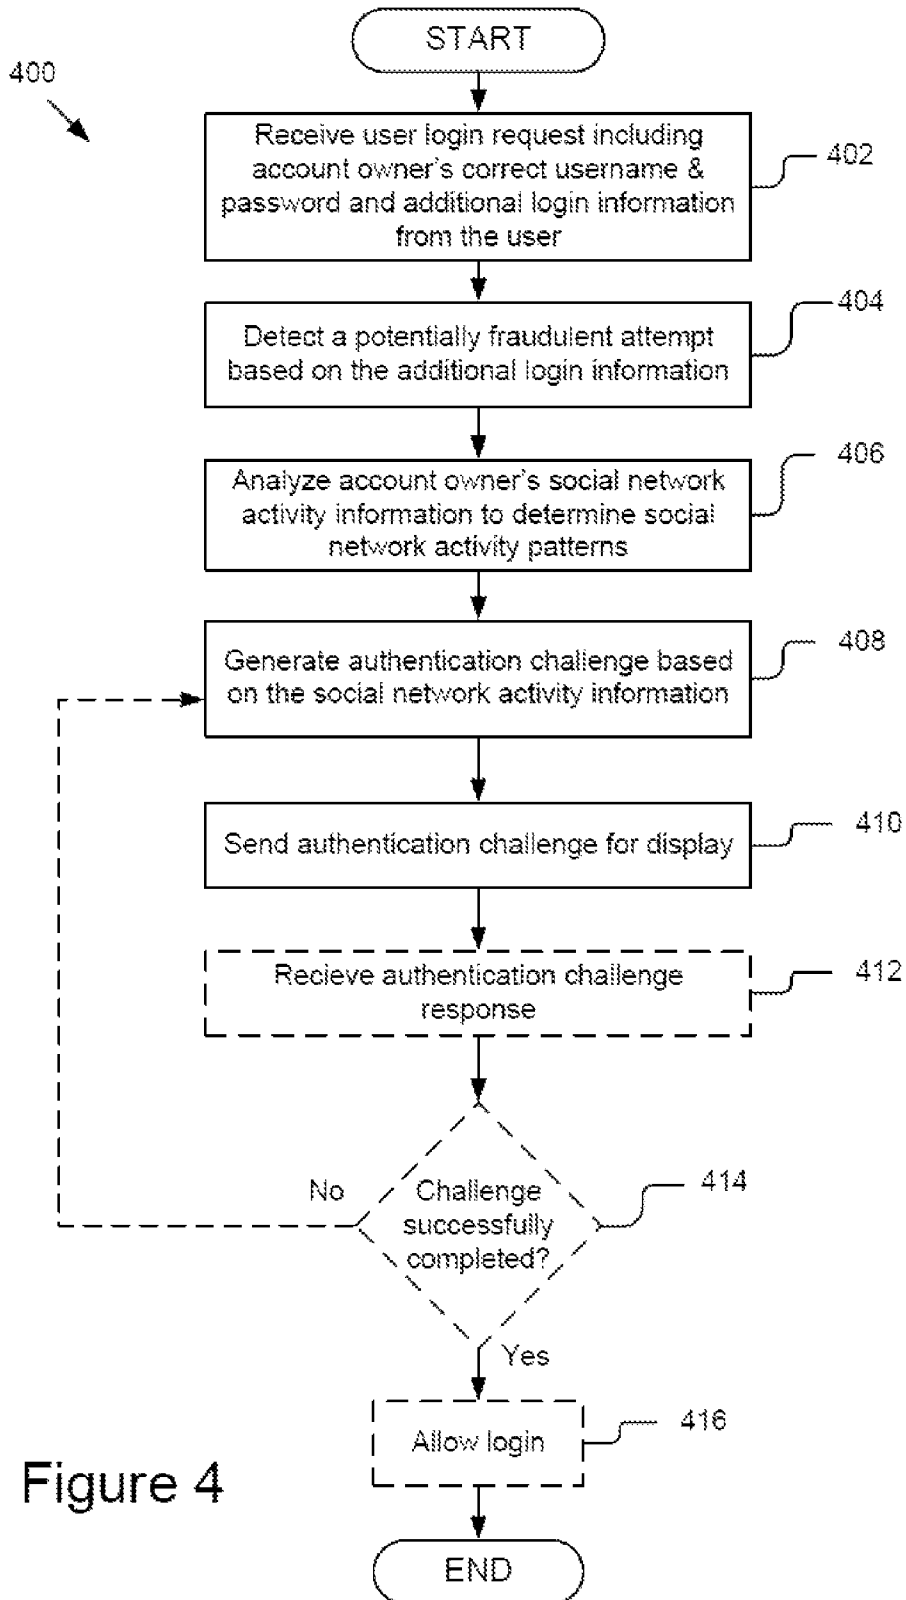 START
400
Receive user login request including
account owner's correct username &
password and additional login information
from the user
402
Detect a potentially fraudulent attempt
based on the additional login information
404
Analyze account owner's social network
activity information to determine social
network activity patterns
406
Generate authentication challenge based
on the social network activity information
408
Send authentication challenge for display
410
Recieve authentication challenge
response
412
No
Challenge
successfully
completed?
414
Yes
Allow login
416
Figure 4
END